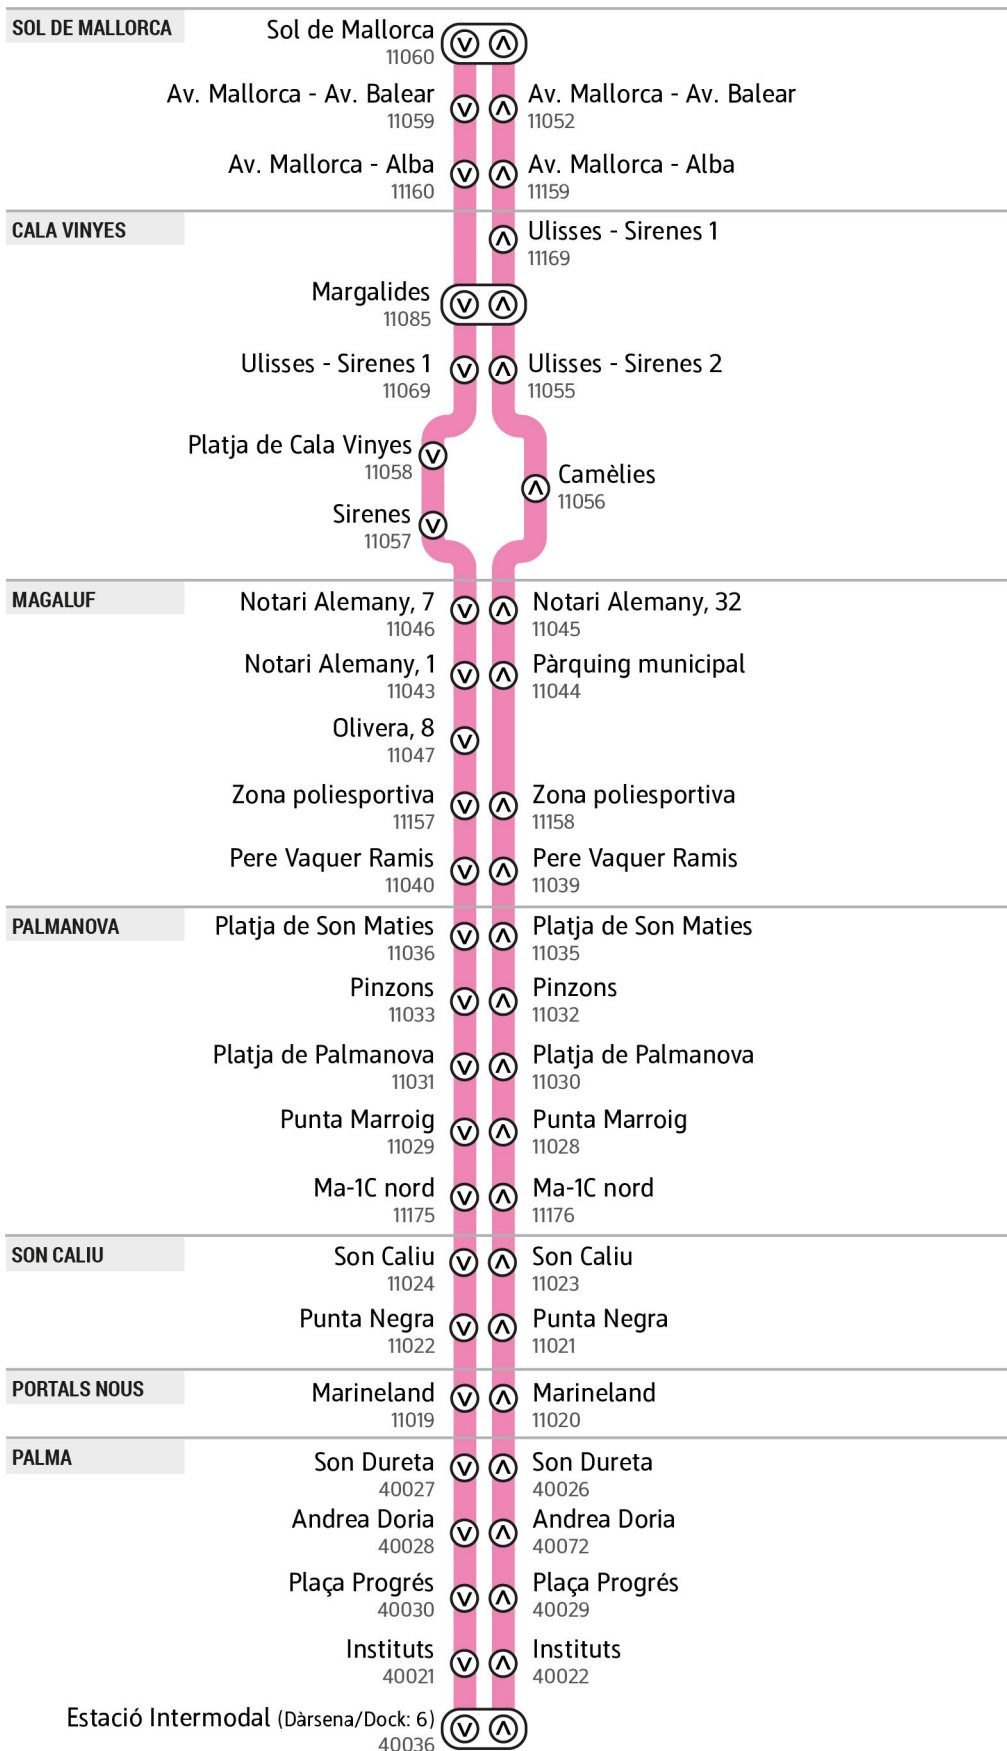 SOL DE MALLORCA
Sol de Mallorca
11060
Av. Mallorca - Av. Balear
11059
Av. Mallorca - Av. Balear
11052
Av. Mallorca - Alba
11160
Av. Mallorca - Alba
11159
CALA VINYES
Ulisses - Sirenes 1
11169
Margalides
11085
Ulisses - Sirenes 1
11069
Ulisses - Sirenes 2
11055
Platja de Cala Vinyes
11058
Camèlies
11056
Sirenes
11057
MAGALUF
Notari Alemany, 7
11046
Notari Alemany, 32
11045
Notari Alemany, 1
11043
Pàrquing municipal
11044
Olivera, 8
11047
Zona poliesportiva
11157
Zona poliesportiva
11158
Pere Vaquer Ramis
11040
Pere Vaquer Ramis
11039
PALMANOVA
Platja de Son Maties
11036
Platja de Son Maties
11035
Pinzons
11033
Pinzons
11032
Platja de Palmanova
11031
Platja de Palmanova
11030
Punta Marroig
11029
Punta Marroig
11028
Ma-1C nord
11175
Ma-1C nord
11176
SON CALIU
Son Caliu
11024
Son Caliu
11023
Punta Negra
11022
Punta Negra
11021
PORTALS NOUS
Marineland
11019
Marineland
11020
PALMA
Son Dureta
40027
Son Dureta
40026
Andrea Doria
40028
Andrea Doria
40072
Plaça Progrés
40030
Plaça Progrés
40029
Instituts
40021
Instituts
40022
Estació Intermodal (Dàrsena/Dock: 6)
40036